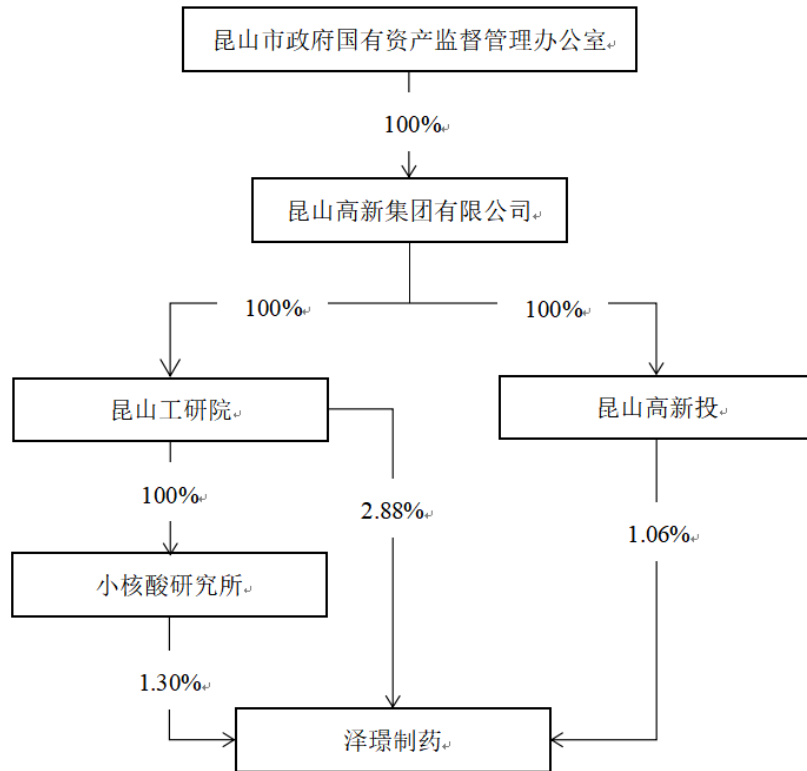 昆山市政府国有资产监督管理办公室
100%
昆山高新集团有限公司
100%
100%
昆山工研院
昆山高新投
100%
2.88%
1.06%
小核酸研究所
1.30%
泽璟制药